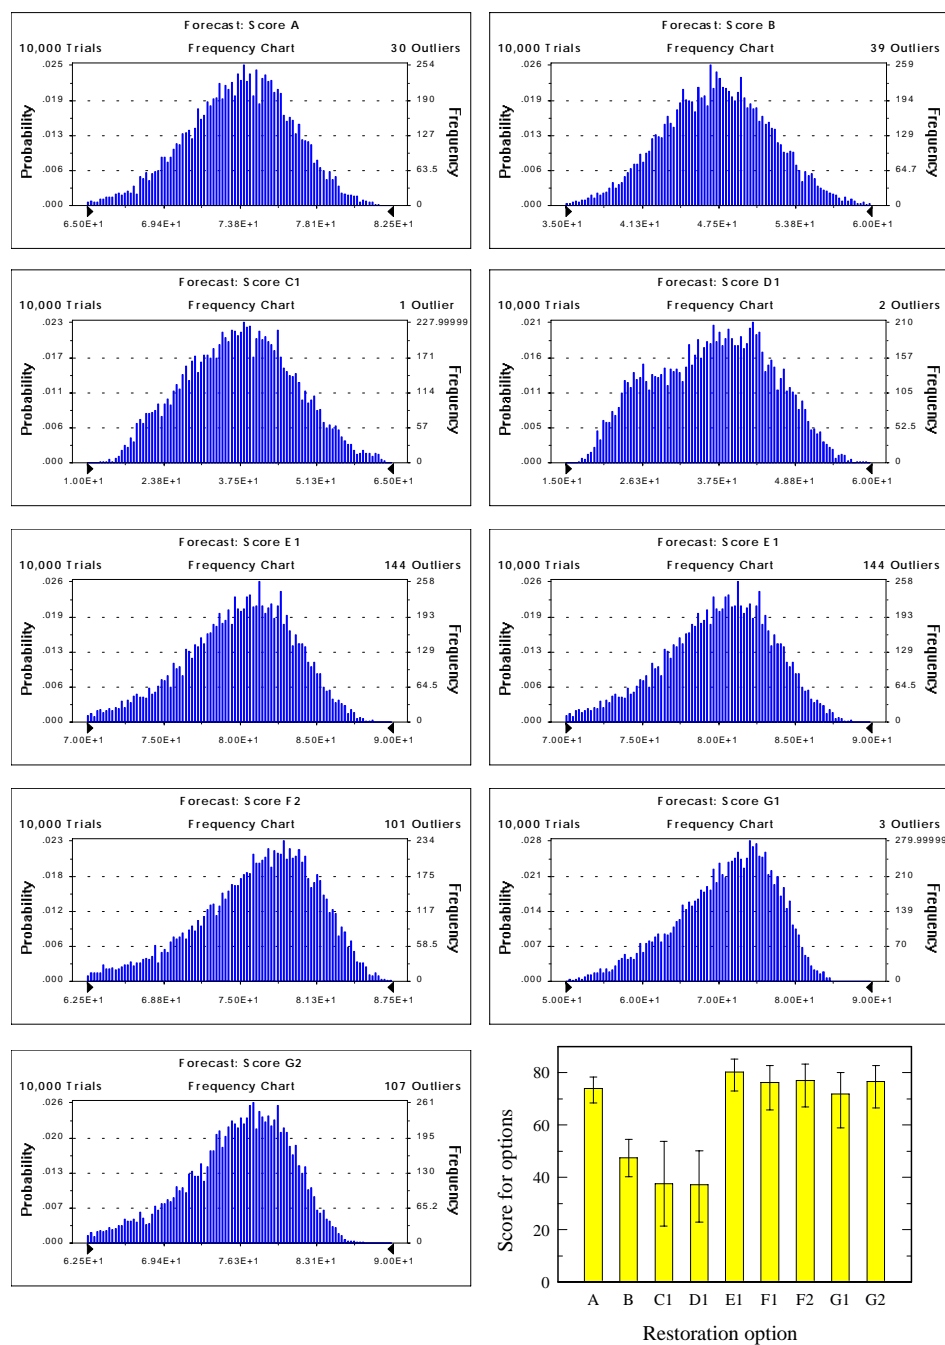 Forecast: Score A
10,000 Trials Frequency Chart 30 Outliers
.025 254
.019 190
.013 127
.006 63.5
.000 0
Probability
Frequency
6.50E+1 6.94E+1 7.38E+1 7.81E+1 8.25E+1
Forecast: Score B
10,000 Trials Frequency Chart 39 Outliers
.026 259
.019 194
.013 129
.006 64.7
.000 0
Probability
Frequency
3.50E+1 4.13E+1 4.75E+1 5.38E+1 6.00E+1
Forecast: Score C1
10,000 Trials Frequency Chart 1 Outlier
.023 227.99999
.017 171
.011 114
.006 57
.000 0
Probability
Frequency
1.00E+1 2.38E+1 3.75E+1 5.13E+1 6.50E+1
Forecast: Score D1
10,000 Trials Frequency Chart 2 Outliers
.021 210
.016 157
.011 105
.005 52.5
.000 0
Probability
Frequency
1.50E+1 2.63E+1 3.75E+1 4.88E+1 6.00E+1
Forecast: Score E1
10,000 Trials Frequency Chart 144 Outliers
.026 258
.019 193
.013 129
.006 64.5
.000 0
Probability
Frequency
7.00E+1 7.50E+1 8.00E+1 8.50E+1 9.00E+1
Forecast: Score E1
10,000 Trials Frequency Chart 144 Outliers
.026 258
.019 193
.013 129
.006 64.5
.000 0
Probability
Frequency
7.00E+1 7.50E+1 8.00E+1 8.50E+1 9.00E+1
Forecast: Score F2
10,000 Trials Frequency Chart 101 Outliers
.023 234
.018 175
.012 117
.006 58.5
.000 0
Probability
Frequency
6.25E+1 6.88E+1 7.50E+1 8.13E+1 8.75E+1
Forecast: Score G1
10,000 Trials Frequency Chart 3 Outliers
.028 279.99999
.021 210
.014 139
.007 70
.000 0
Probability
Frequency
5.00E+1 6.00E+1 7.00E+1 8.00E+1 9.00E+1
Forecast: Score G2
10,000 Trials Frequency Chart 107 Outliers
.026 261
.020 195
.013 130
.007 65.2
.000 0
Probability
Frequency
6.25E+1 6.94E+1 7.63E+1 8.31E+1 9.00E+1
80
60
40
20
0
Score for options
A B C1 D1 E1 F1 F2 G1 G2
Restoration option